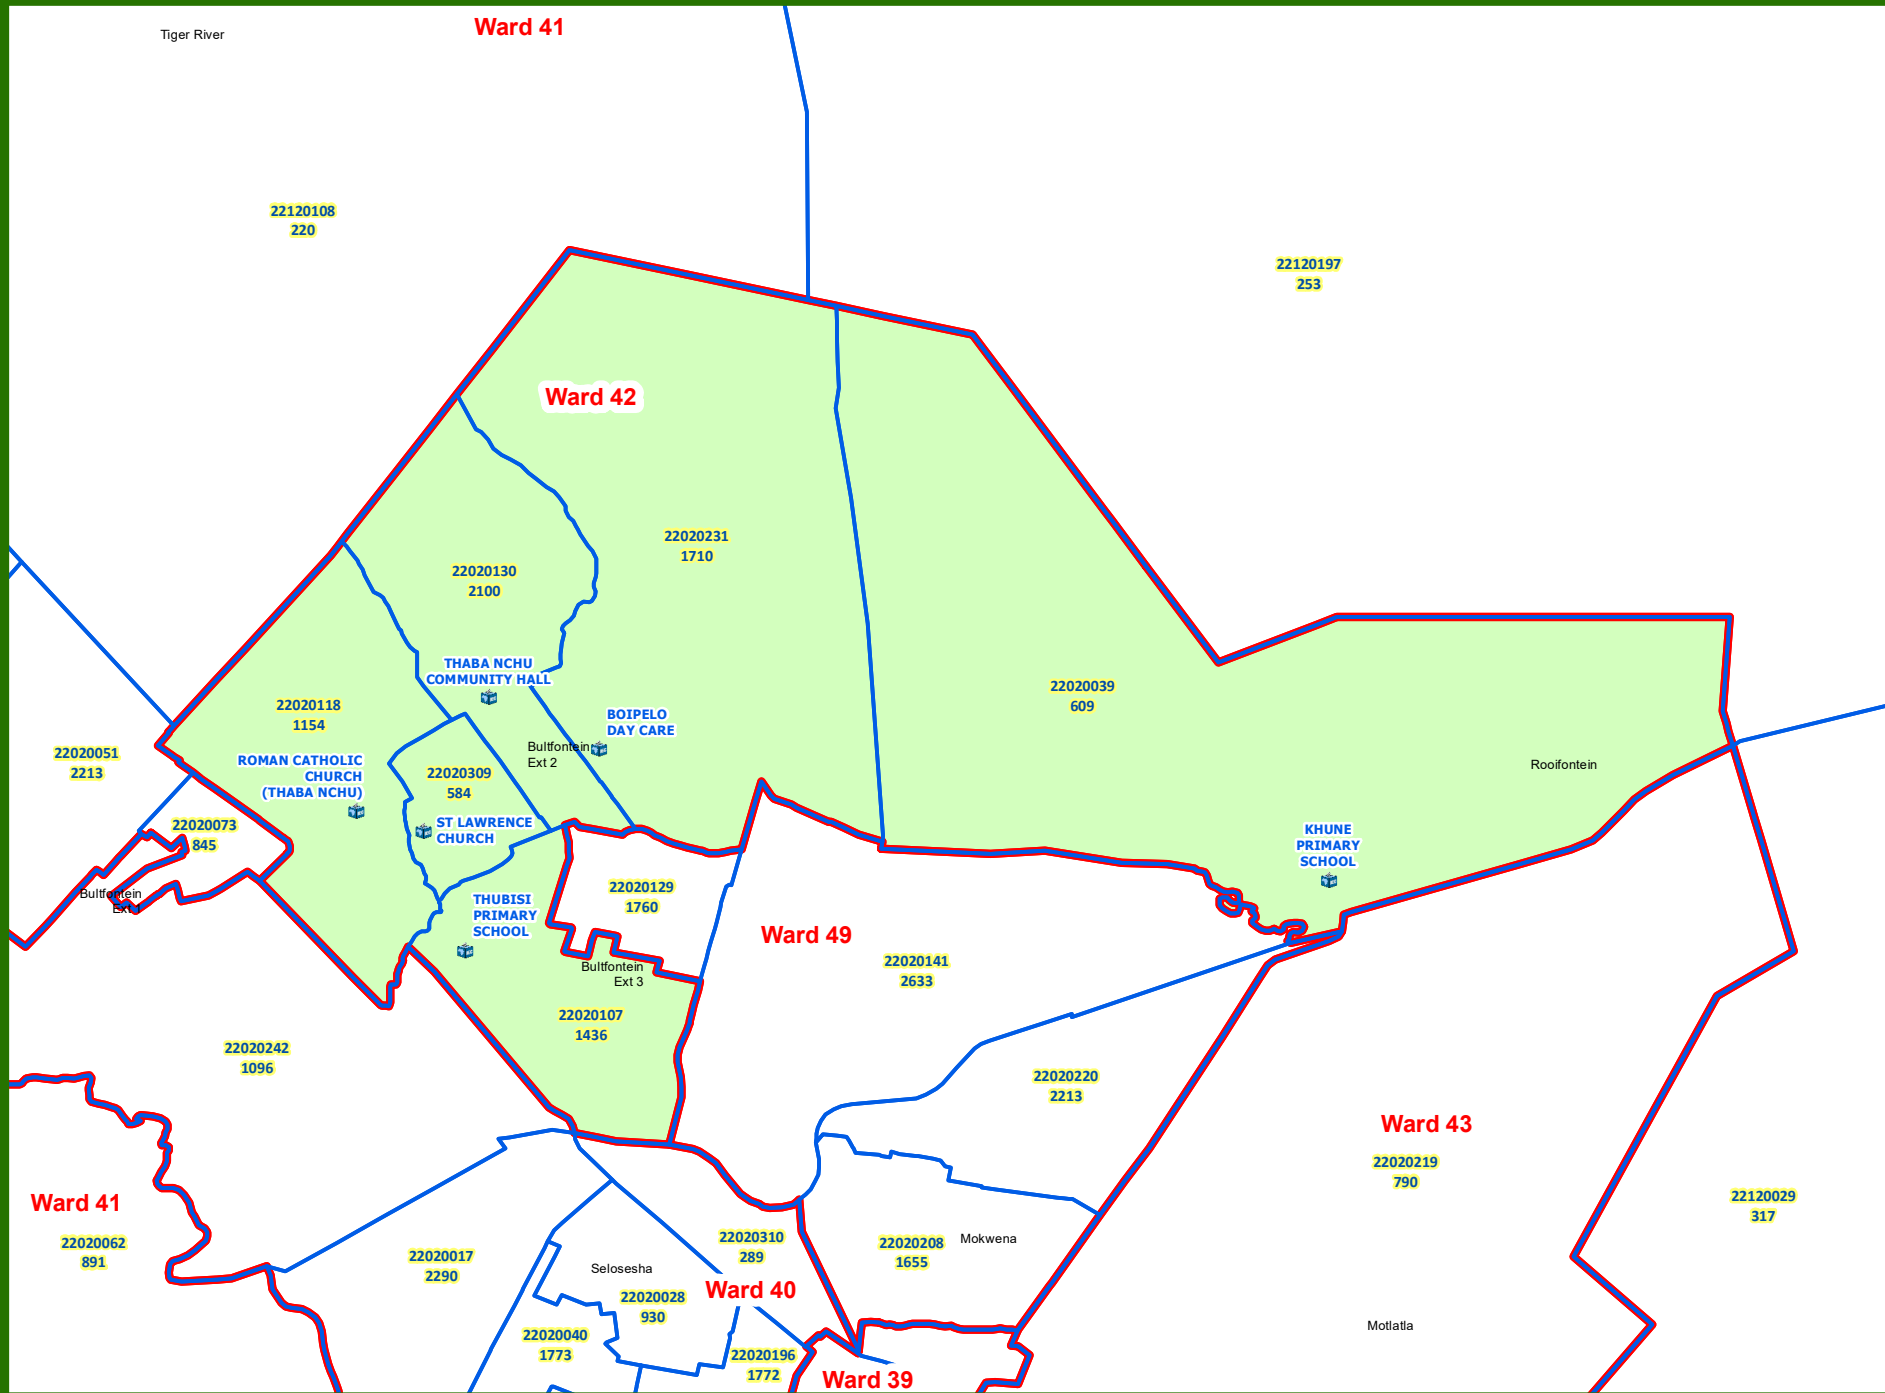 Ward 41
Tiger River
22120108
220
22120197
253
Ward 42
22020231
1710
22020130
2100
THABA NCHU
COMMUNITY HALL
22020039
609
22020118
1154
BOIPELO
DAY CARE
22020051
2213
Bultfontein
Ext 2
ROMAN CATHOLIC
CHURCH
(THABA NCHU)
22020309
584
Rooifontein
22020073
845
ST LAWRENCE
CHURCH
KHUNE
PRIMARY
SCHOOL
Bultfontein
Ext 1
22020129
1760
THUBISI
PRIMARY
SCHOOL
Ward 49
22020141
2633
Bultfontein
Ext 3
22020107
1436
22020242
1096
22020220
2213
Ward 43
22020219
790
Ward 41
22020062
891
22120029
317
22020017
2290
22020310
289
22020208
1655
Mokwena
Selosesha
Ward 40
22020028
930
22020040
1773
Motlatla
22020196
1772
Ward 39